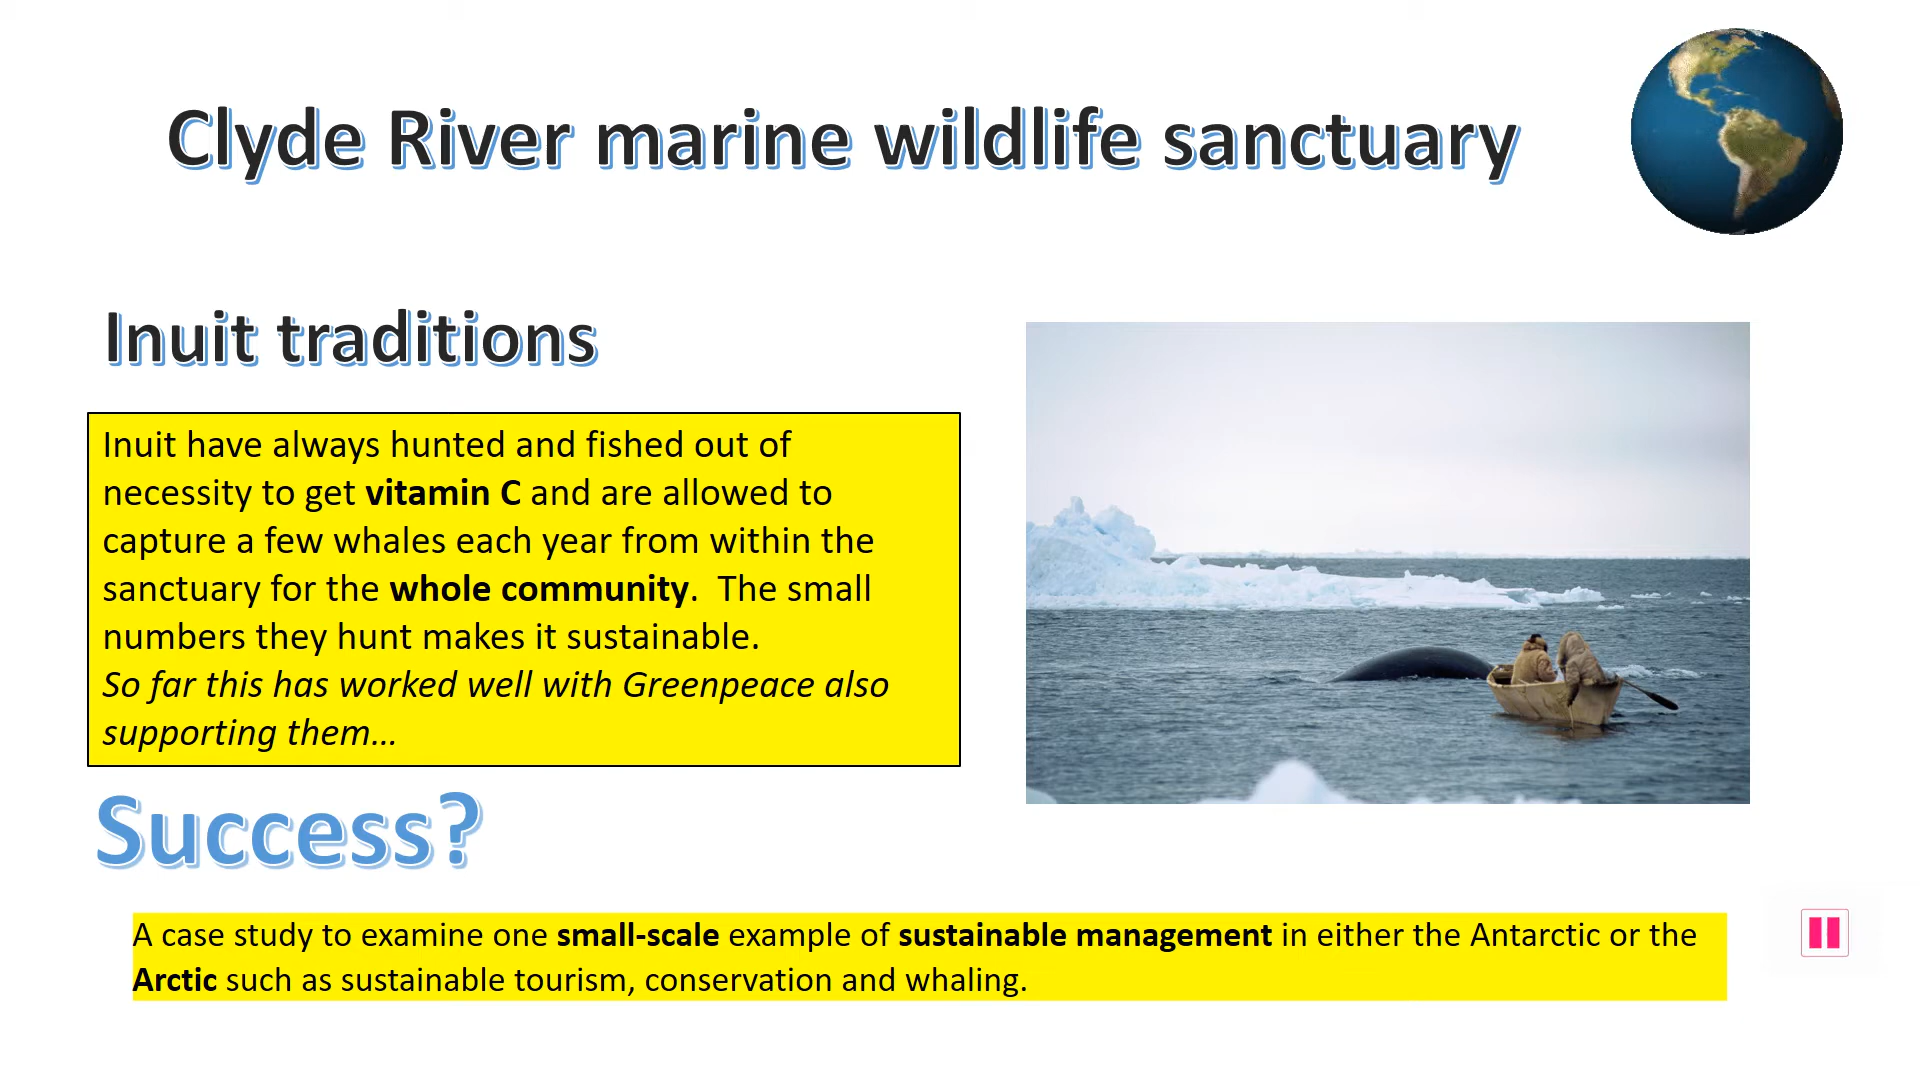 Clyde River marine wildlife sanctuary
Inuit traditions
Inuit have always hunted and fished out of
necessity to get vitamin C and are allowed to
capture a few whales each year from within the
sanctuary for the whole community.  The small
numbers they hunt makes it sustainable.
So far this has worked well with Greenpeace also
supporting them…
Success?
A case study to examine one small-scale example of sustainable management in either the Antarctic or the
Arctic such as sustainable tourism, conservation and whaling.